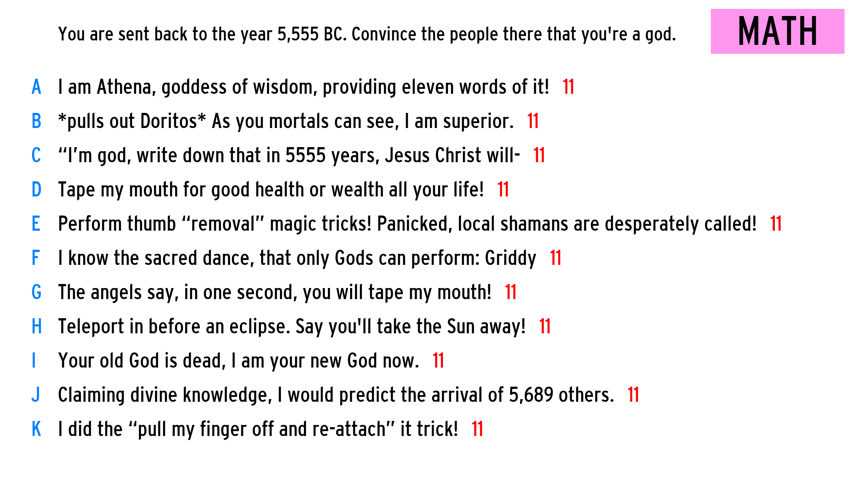 You are sent back to the year 5,555 BC. Convince the people there that you're a god.
MATH
A I am Athena, goddess of wisdom, providing eleven words of it! 11
B *pulls out Doritos* As you mortals can see, I am superior. 11
C “I’m god, write down that in 5555 years, Jesus Christ will- 11
D Tape my mouth for good health or wealth all your life! 11
E Perform thumb “removal” magic tricks! Panicked, local shamans are desperately called! 11
F I know the sacred dance, that only Gods can perform: Griddy 11
G The angels say, in one second, you will tape my mouth! 11
H Teleport in before an eclipse. Say you'll take the Sun away! 11
I Your old God is dead, I am your new God now. 11
J Claiming divine knowledge, I would predict the arrival of 5,689 others. 11
K I did the “pull my finger off and re-attach” it trick! 11